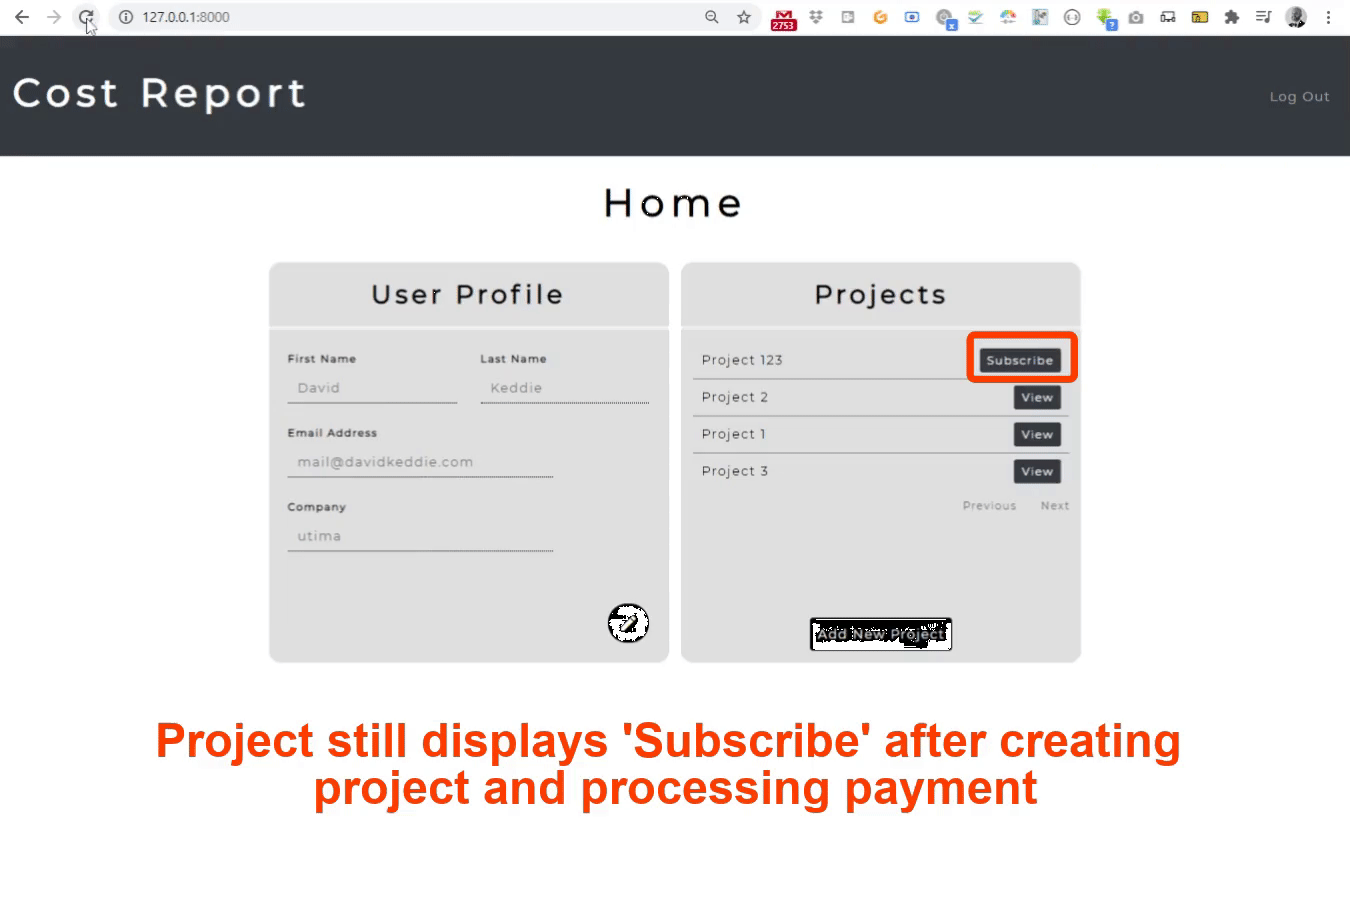 127.0.0.1:8000
2753
Cost Report
Log Out
Home
User Profile
First Name
Last Name
David
Keddie
Email Address
mail@davidkeddie.com
Company
utima
Projects
Project 123
Subscribe
Project 2
View
Project 1
View
Project 3
View
Previous
Next
Add New Project
Project still displays 'Subscribe' after creating
project and processing payment